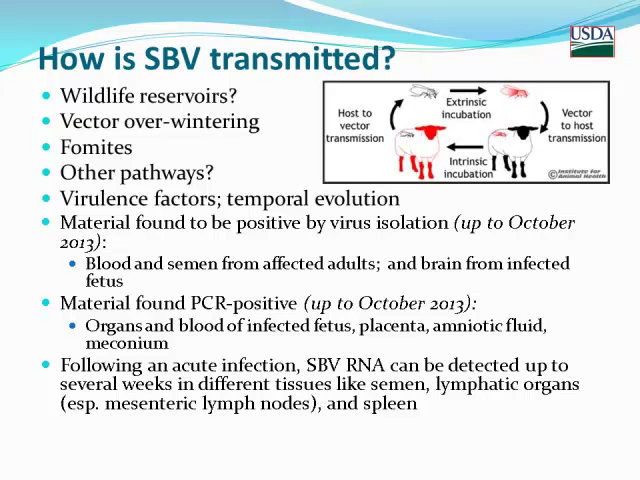 USDA
How is SBV transmitted?
Wildlife reservoirs?
Vector over-wintering
Fomites
Other pathways?
Virulence factors; temporal evolution
Host to
vector
transmission
Extrinsic
incubation
Vector
to host
transmission
Intrinsic
incubation
© Institute for
Animal Health
Material found to be positive by virus isolation (up to October
2013):
Blood and semen from affected adults; and brain from infected
fetus
Material found PCR-positive (up to October 2013):
Organs and blood of infected fetus, placenta, amniotic fluid,
meconium
Following an acute infection, SBV RNA can be detected up to
several weeks in different tissues like semen, lymphatic organs
(esp. mesenteric lymph nodes), and spleen